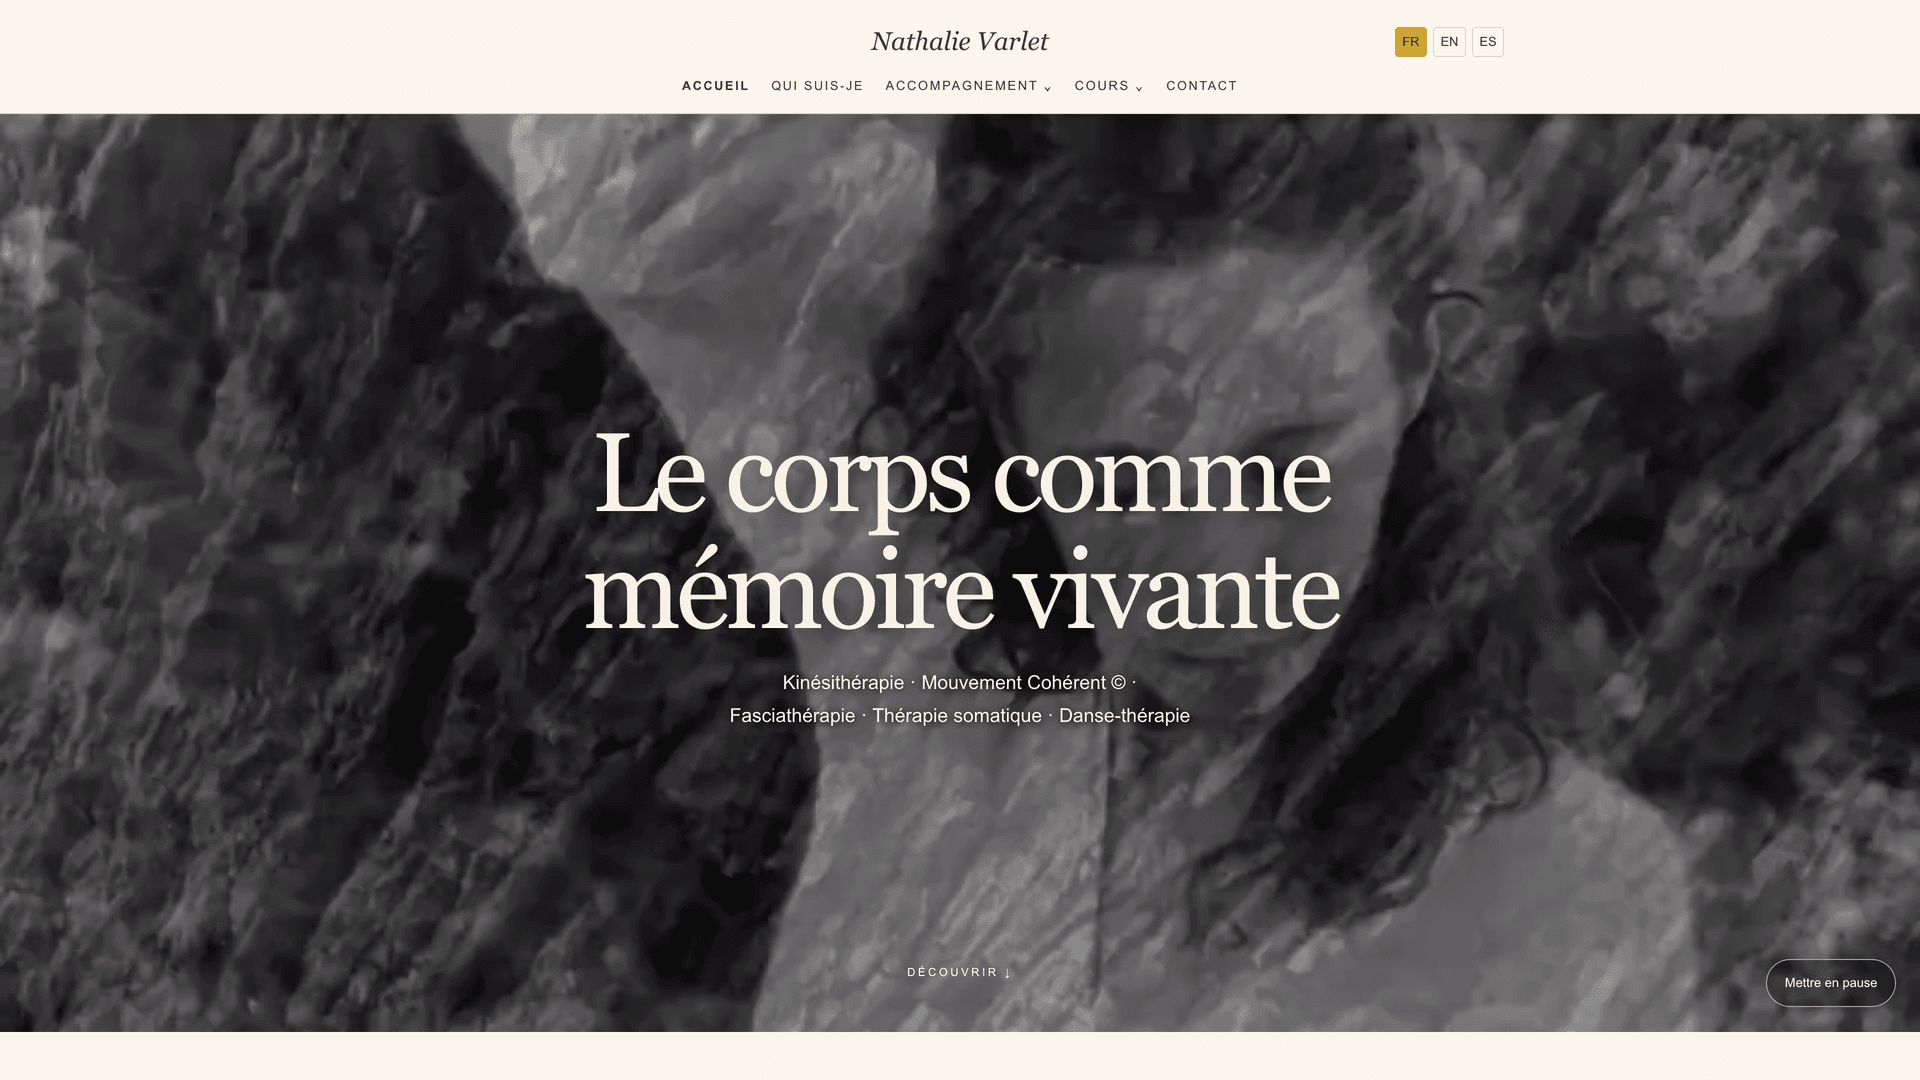 Nathalie Varlet
FR EN ES
ACCUEIL QUI SUIS-JE ACCOMPAGNEMENT COURS CONTACT
Le corps comme
mémoire vivante
Kinésithérapie · Mouvement Cohérent © ·
Fasciathérapie · Thérapie somatique · Danse-thérapie
DÉCOUVRIR ↓
Mettre en pause